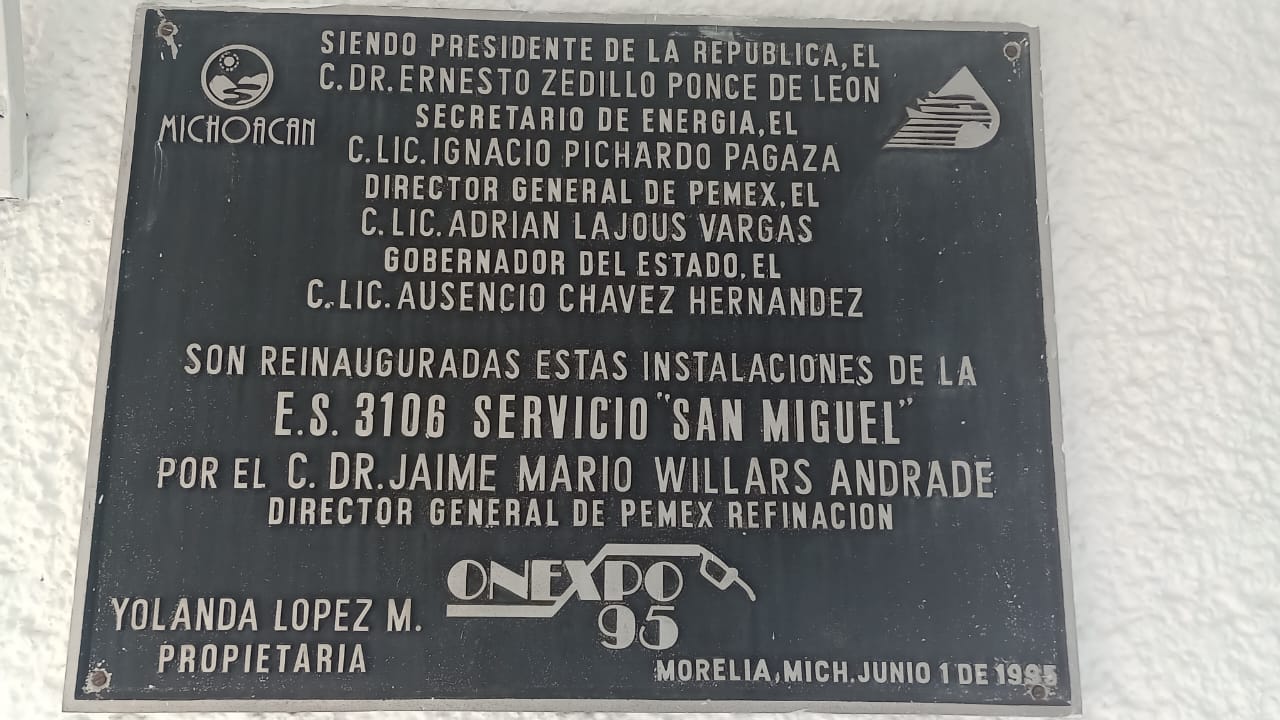 SIENDO PRESIDENTE DE LA REPUBLICA, EL
C. DR. ERNESTO ZEDILLO PONCE DE LEON
SECRETARIO DE ENERGIA, EL
C. LIC. IGNACIO PICHARDO PAGAZA
DIRECTOR GENERAL DE PEMEX, EL
C. LIC. ADRIAN LAJOUS VARGAS
GOBERNADOR DEL ESTADO, EL
C. LIC. AUSENCIO CHAVEZ HERNANDEZ
MICHOACAN
SON REINAUGURADAS ESTAS INSTALACIONES DE LA
E.S. 3106 SERVICIO "SAN MIGUEL"
POR EL C. DR. JAIME MARIO WILLARS ANDRADE
DIRECTOR GENERAL DE PEMEX REFINACION
ONEXPO
95
YOLANDA LOPEZ M.
PROPIETARIA
MORELIA, MICH. JUNIO 1 DE 1995